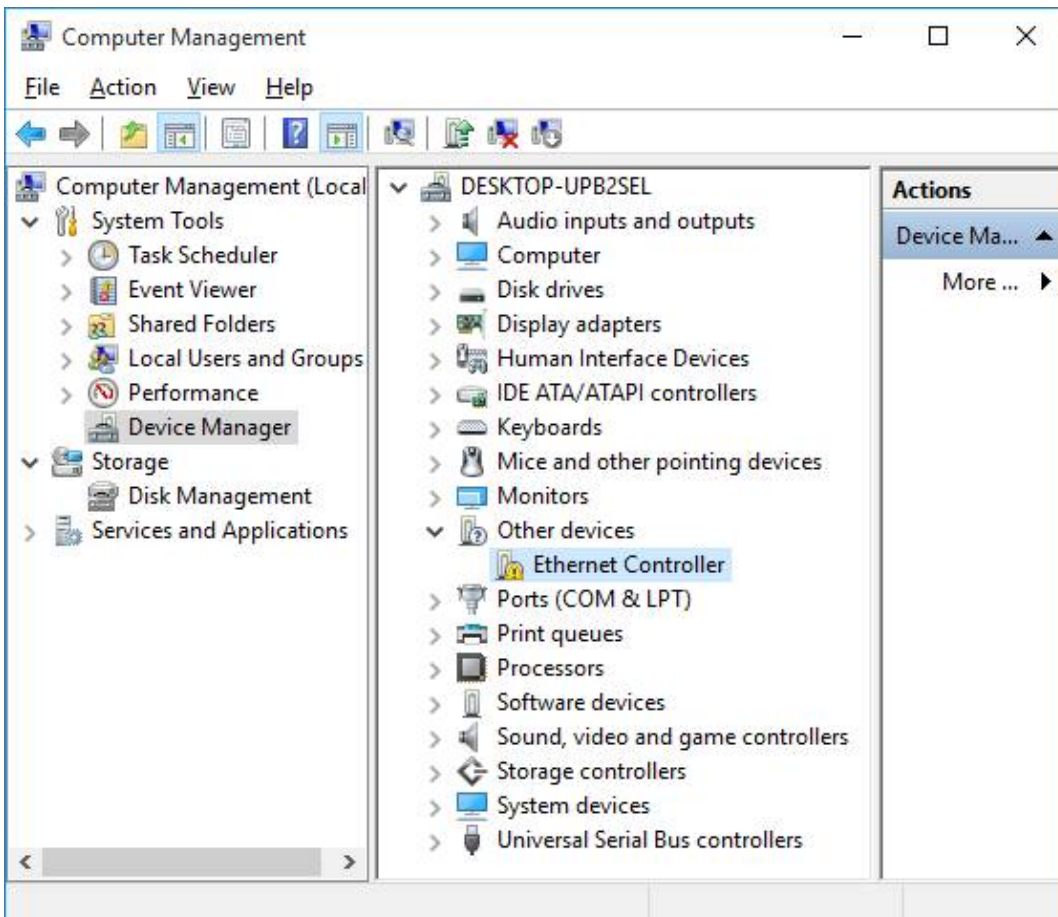 Computer Management
File Action View Help
Computer Management (Local
System Tools
Task Scheduler
Event Viewer
Shared Folders
Local Users and Groups
Performance
Device Manager
Storage
Disk Management
Services and Applications
DESKTOP-UPB2SEL
Audio inputs and outputs
Computer
Disk drives
Display adapters
Human Interface Devices
IDE ATA/ATAPI controllers
Keyboards
Mice and other pointing devices
Monitors
Other devices
Ethernet Controller
Ports (COM & LPT)
Print queues
Processors
Software devices
Sound, video and game controllers
Storage controllers
System devices
Universal Serial Bus controllers
Actions
Device Ma...
More ...